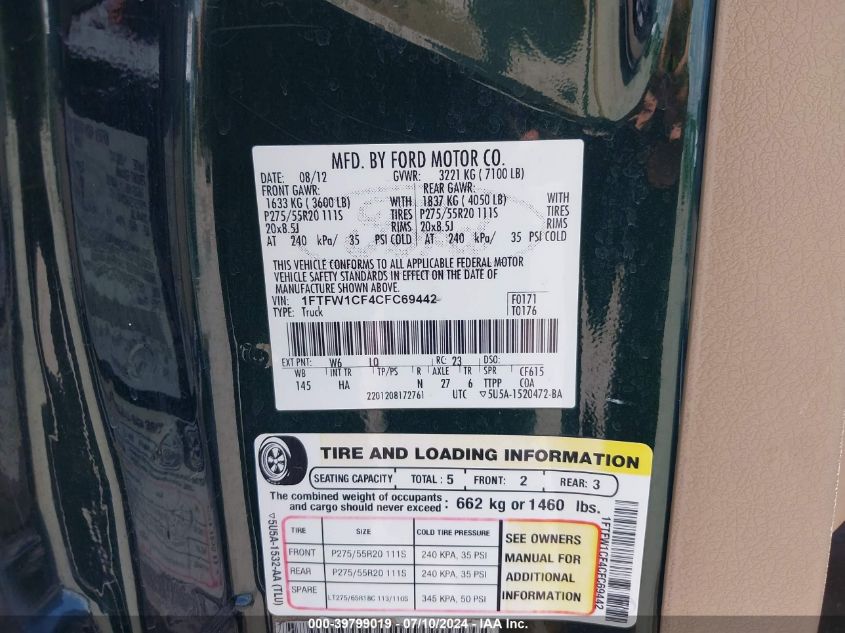 MFD. BY FORD MOTOR CO.
DATE: 08/12 GVWR: 3221 KG ( 7100 LB)
FRONT GAWR: REAR GAWR:
1633 KG ( 3600 LB) WITH 1837 KG ( 4050 LB) WITH
P275/55R20 111S TIRES P275/55R20 111S TIRES
20x8.5J RIMS 20x8.5J RIMS
AT 240 kPa/ 35 PSI COLD AT 240 kPa/ 35 PSI COLD
THIS VEHICLE CONFORMS TO ALL APPLICABLE FEDERAL MOTOR
VEHICLE SAFETY STANDARDS IN EFFECT ON THE DATE OF
MANUFACTURE SHOWN ABOVE.
VIN: 1FTFW1CF4CFC69442 F0171
TYPE: Truck T0176
EXT PNT: W6 LQ RC: 23 DSO:
WB INT TR TP/PS R AXLE TR SPR CF615
145 HA N 27 6 TTPP COA
2201208172761 UTC ▽5U5A-1520472-BA
TIRE AND LOADING INFORMATION
SEATING CAPACITY TOTAL : 5 FRONT: 2 REAR: 3
The combined weight of occupants
and cargo should never exceed : 662 kg or 1460 lbs.
TIRE SIZE COLD TIRE PRESSURE
FRONT P275/55R20 111S 240 KPA, 35 PSI
REAR P275/55R20 111S 240 KPA, 35 PSI
SPARE LT275/65R18C 113/110S 345 KPA, 50 PSI
SEE OWNERS
MANUAL FOR
ADDITIONAL
INFORMATION
▽5U5A-1532-AA (TLU)
1FTFW1CF4CFC69442
000-39799019 - 07/10/2024 - IAA Inc.